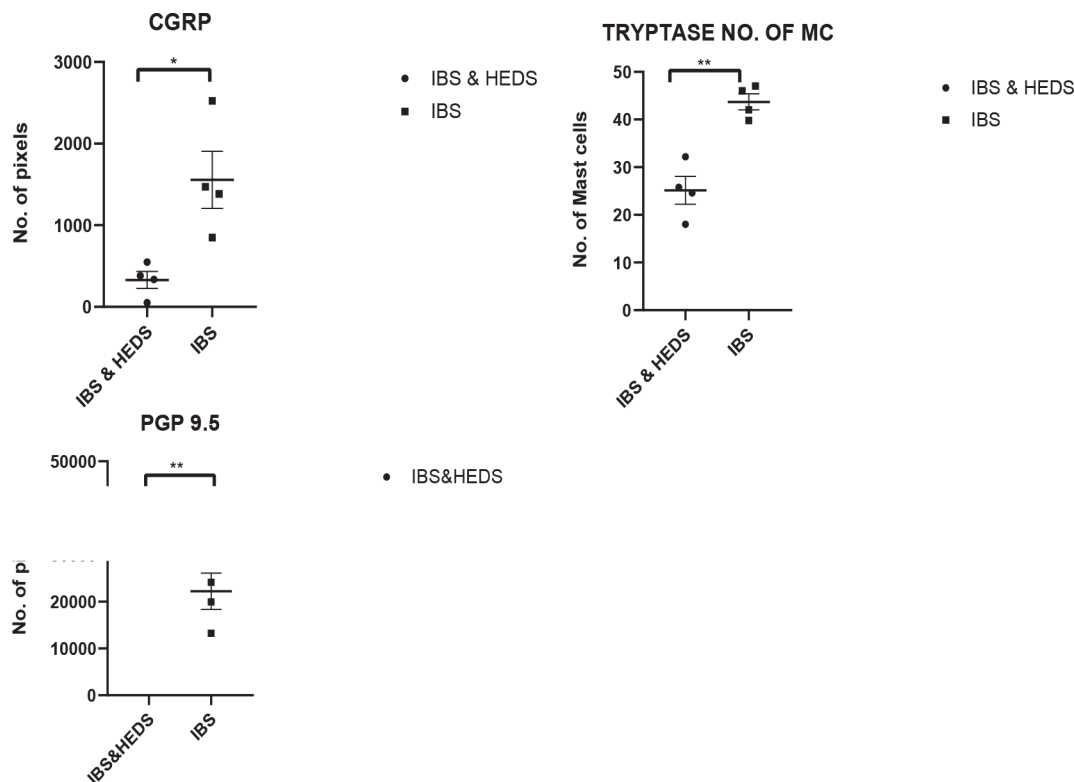 CGRP
*
3000
2000
1000
0
No. of pixels
IBS & HEDS
IBS
IBS & HEDS
IBS
TRYPTASE NO. OF MC
**
50
40
30
20
10
0
No. of Mast cells
IBS & HEDS
IBS
IBS & HEDS
IBS
PGP 9.5
**
50000
20000
10000
0
No. of
IBS&HEDS
IBS
IBS&HEDS